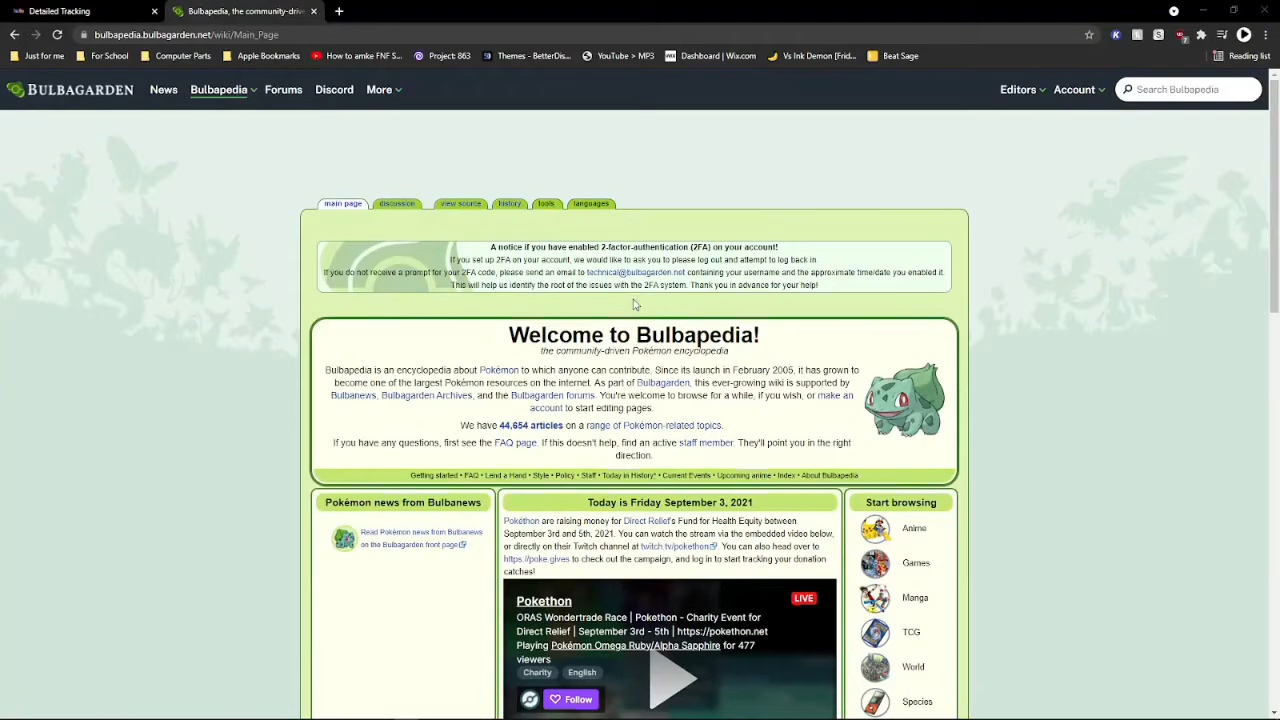 Detailed Tracking
Bulbapedia, the community-driv
bulbapedia.bulbagarden.net/wiki/Main_Page
Just for me
For School
Computer Parts
Apple Bookmarks
How to amke FNF S...
Project: 863
Themes - BetterDis...
YouTube > MP3
Dashboard | Wix.com
Vs Ink Demon [Frid...
Beat Sage
Reading list
BULBAGARDEN
News
Bulbapedia
Forums
Discord
More
Editors
Account
Search Bulbapedia
main page
discussion
view source
history
tools
languages
A notice if you have enabled 2-factor-authentication (2FA) on your account!
If you set up 2FA on your account, we would like to ask you to please log out and attempt to log back in
If you do not receive a prompt for your 2FA code, please send an email to technical@bulbagarden.net containing your username and the approximate time/date you enabled it.
This will help us identify the root of the issues with the 2FA system. Thank you in advance for your help!
Welcome to Bulbapedia!
the community-driven Pokémon encyclopedia
Bulbapedia is an encyclopedia about Pokémon to which anyone can contribute. Since its launch in February 2005, it has grown to
become one of the largest Pokémon resources on the internet. As part of Bulbagarden, this ever-growing wiki is supported by
Bulbanews, Bulbagarden Archives, and the Bulbagarden forums. You're welcome to browse for a while, if you wish, or make an
account to start editing pages.
We have 44,654 articles on a range of Pokémon-related topics.
If you have any questions, first see the FAQ page. If this doesn't help, find an active staff member. They'll point you in the right
direction.
Getting started • FAQ • Lend a Hand • Style • Policy • Staff • Today in History* • Current Events • Upcoming anime • Index • About Bulbapedia
Pokémon news from Bulbanews
Read Pokémon news from Bulbanews
on the Bulbagarden front page
Today is Friday September 3, 2021
Pokéthon are raising money for Direct Relief's Fund for Health Equity between
September 3rd and 5th, 2021. You can watch the stream via the embedded video below,
or directly on their Twitch channel at twitch.tv/pokethon. You can also head over to
https://poke.gives to check out the campaign, and log in to start tracking your donation
catches!
Pokethon
LIVE
ORAS Wondertrade Race | Pokethon - Charity Event for
Direct Relief | September 3rd - 5th | https://pokethon.net
Playing Pokémon Omega Ruby/Alpha Sapphire for 477
viewers
Charity
English
Follow
Start browsing
Anime
Games
Manga
TCG
World
Species